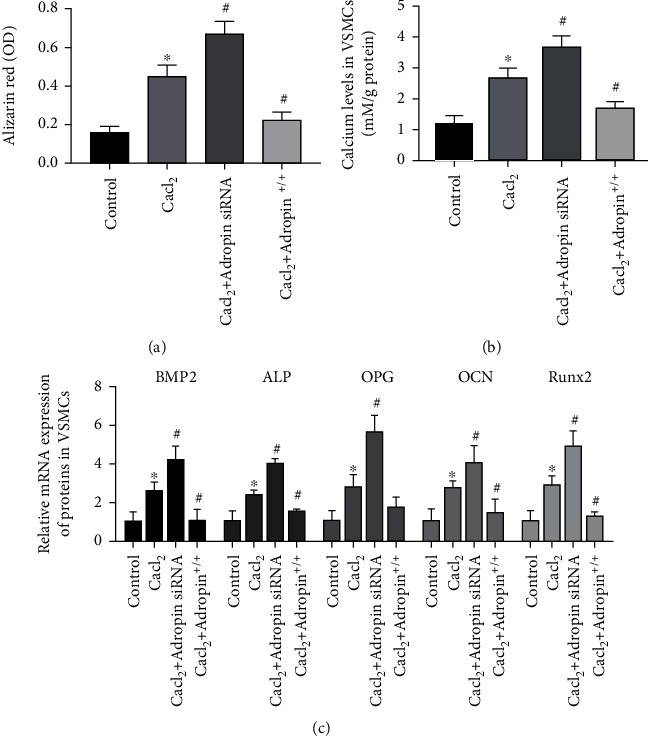 Alizarin red (OD)
0.8
0.6
0.4
0.2
0.0
*
#
#
Control
Cacl₂
Cacl₂+Adropin siRNA
Cacl₂+Adropin +/+
(a)
Calcium levels in VSMCs
(mM/g protein)
5
4
3
2
1
0
*
#
#
Control
Cacl₂
Cacl₂+Adropin siRNA
Cacl₂+Adropin +/+
(b)
Relative mRNA expression
of proteins in VSMCs
8
6
4
2
0
BMP2 ALP OPG OCN Runx2
*
#
#
*
#
*
#
*
#
#
*
#
#
Control
Cacl₂
Cacl₂+Adropin siRNA
Cacl₂+Adropin+/+
Control
Cacl₂
Cacl₂+Adropin siRNA
Cacl₂+Adropin+/+
Control
Cacl₂
Cacl₂+Adropin siRNA
Cacl₂+Adropin+/+
Control
Cacl₂
Cacl₂+Adropin siRNA
Cacl₂+Adropin+/+
Control
Cacl₂
Cacl₂+Adropin siRNA
Cacl₂+Adropin+/+
(c)